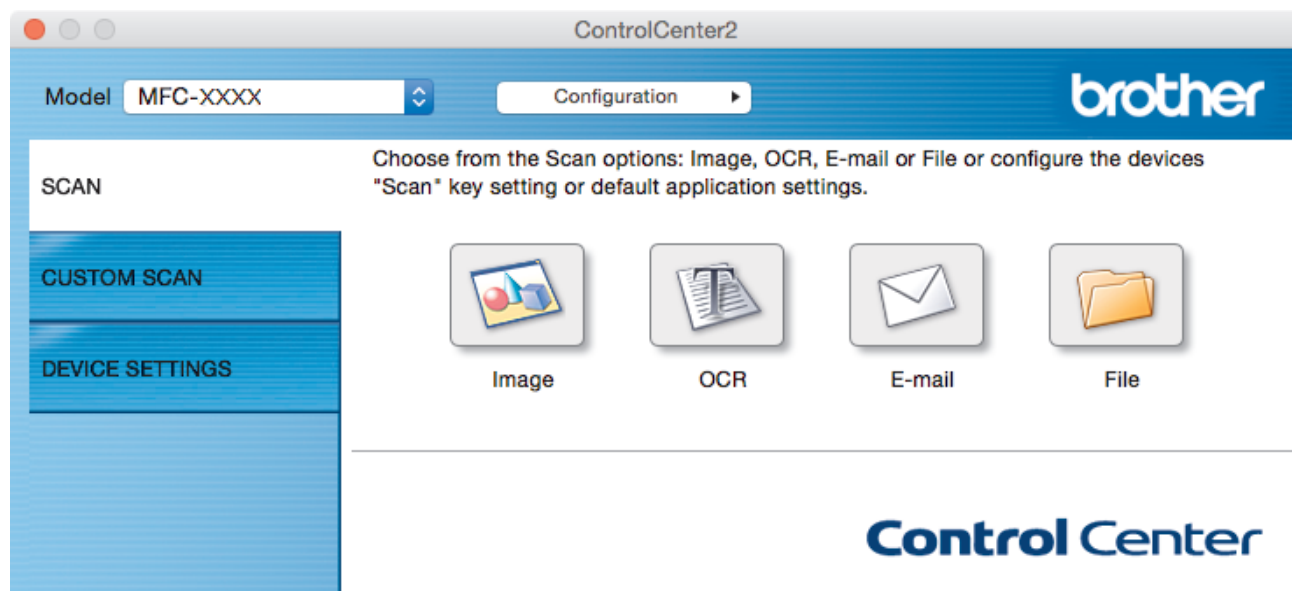 ControlCenter2
Model MFC-XXXX Configuration
brother
SCAN
Choose from the Scan options: Image, OCR, E-mail or File or configure the devices
"Scan" key setting or default application settings.
CUSTOM SCAN
DEVICE SETTINGS
T
Image OCR E-mail File
Control Center